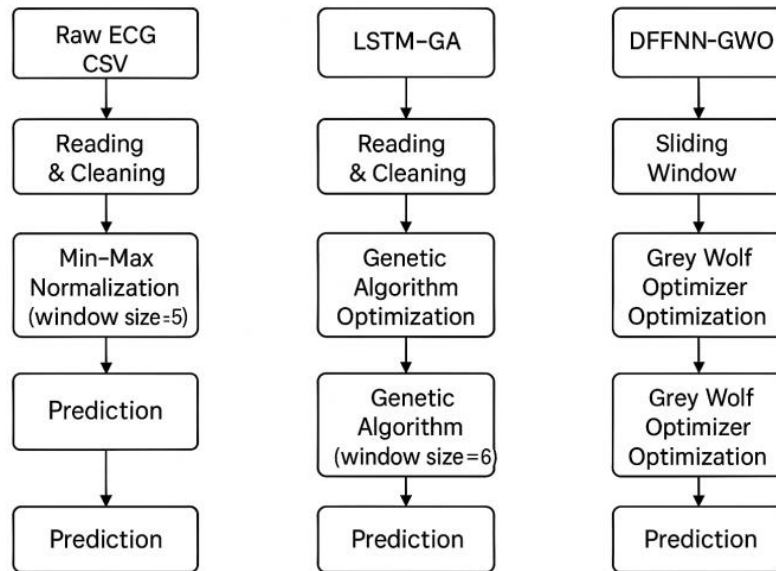 Raw ECG
CSV
Reading
& Cleaning
Min-Max
Normalization
(window size=5)
Prediction
Prediction
LSTM-GA
Reading
& Cleaning
Genetic
Algorithm
Optimization
Genetic
Algorithm
(window size=6)
Prediction
DFFNN-GWO
Sliding
Window
Grey Wolf
Optimizer
Optimization
Grey Wolf
Optimizer
Optimization
Prediction